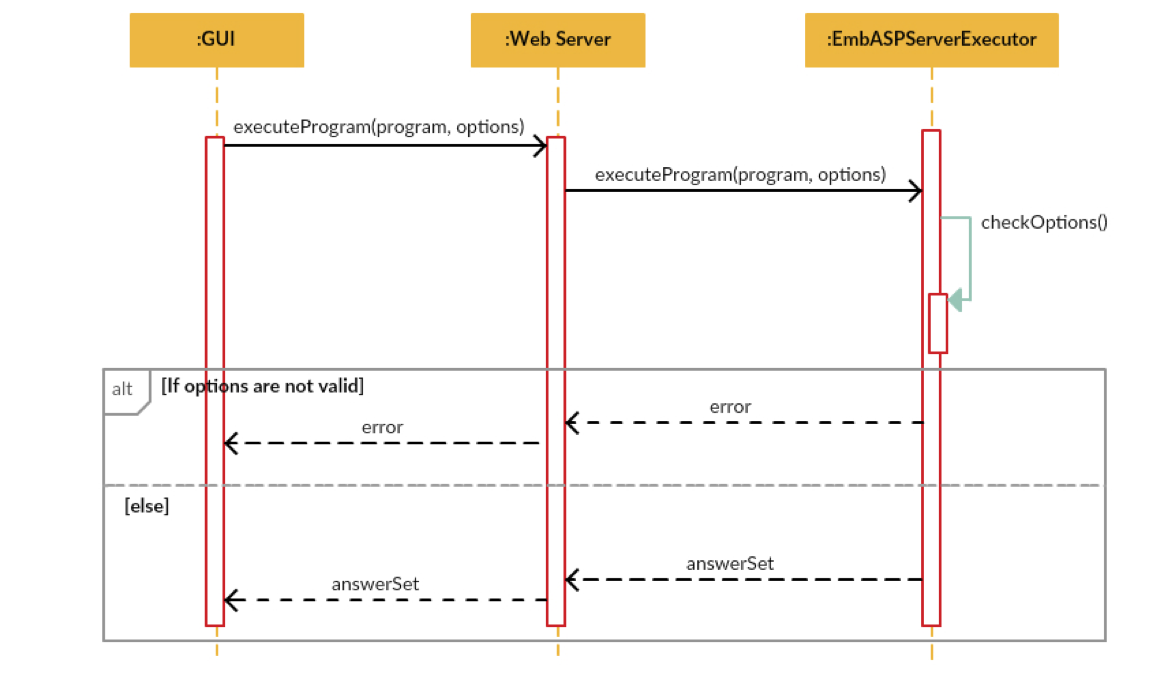 :GUI
:Web Server
:EmbASPServerExecutor
executeProgram(program, options)
executeProgram(program, options)
checkOptions()
alt
[If options are not valid]
error
error
[else]
answerSet
answerSet